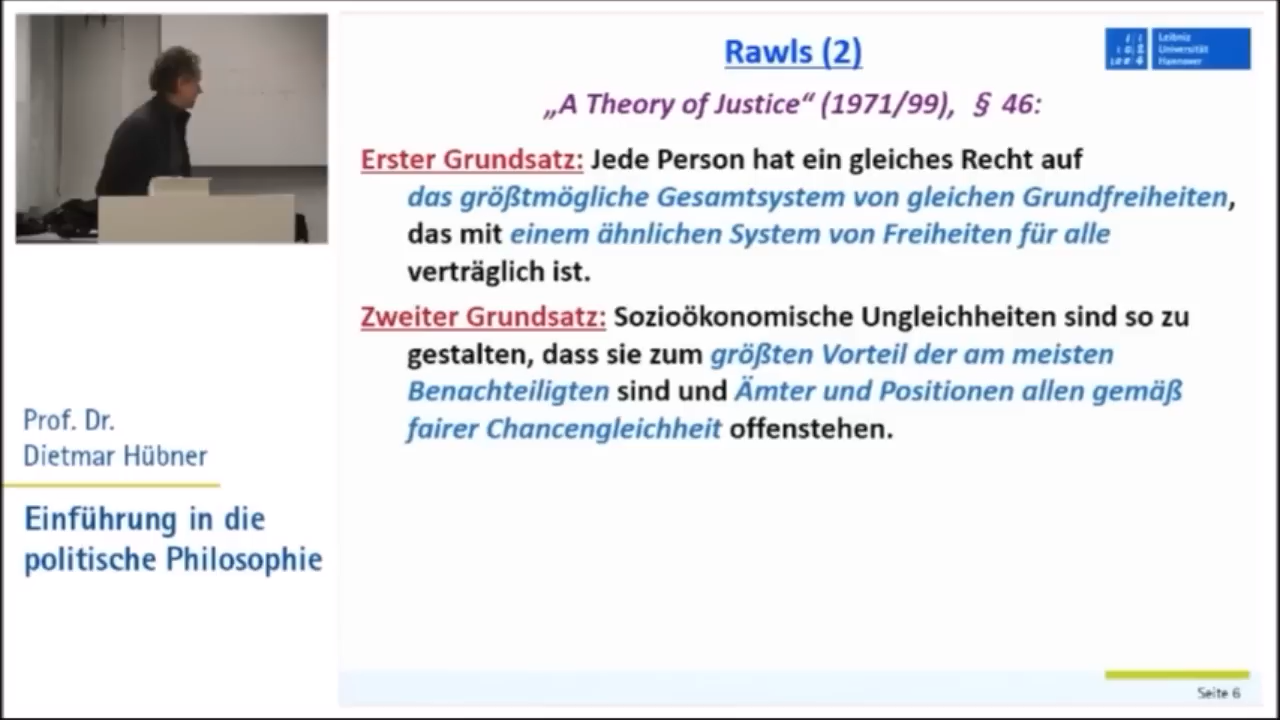 Rawls (2)
Leibniz
Universität
Hannover
„A Theory of Justice“ (1971/99), § 46:
Erster Grundsatz: Jede Person hat ein gleiches Recht auf
das größtmögliche Gesamtsystem von gleichen Grundfreiheiten,
das mit einem ähnlichen System von Freiheiten für alle
verträglich ist.
Zweiter Grundsatz: Sozioökonomische Ungleichheiten sind so zu
gestalten, dass sie zum größten Vorteil der am meisten
Benachteiligten sind und Ämter und Positionen allen gemäß
fairer Chancengleichheit offenstehen.
Prof. Dr.
Dietmar Hübner
Einführung in die
politische Philosophie
Seite 6